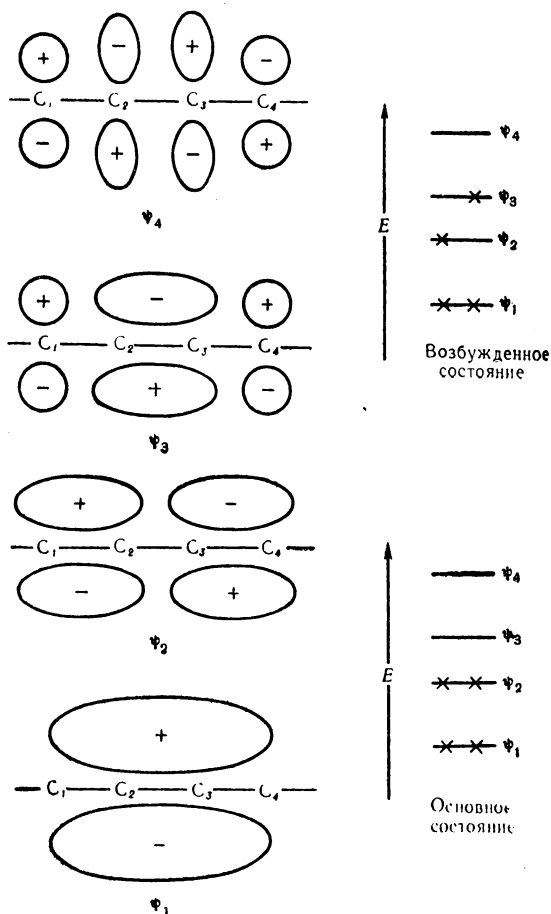 + − + −
C₁ C₂ C₃ C₄
− + − +
ψ₄
+ − +
C₁ C₂ C₃ C₄
− + −
ψ₃
+ −
C₁ C₂ C₃ C₄
− +
ψ₂
+
C₁ C₂ C₃ C₄
−
ψ₁
E
ψ₄
ψ₃
ψ₂
ψ₁
Возбужденное
состояние
E
ψ₄
ψ₃
ψ₂
ψ₁
Основное
состояние